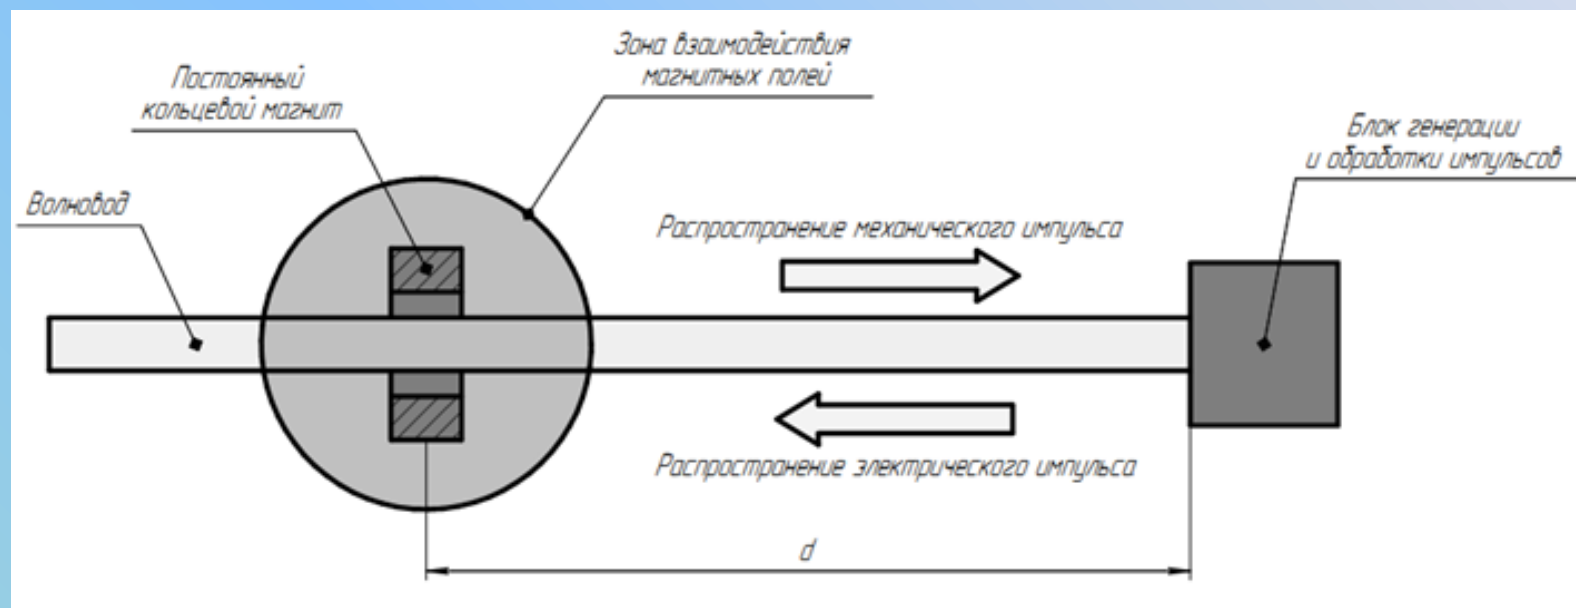 Зона взаимодействия
магнитных полей
Постоянный
кольцевой магнит
Блок генерации
и обработки импульсов
Волновод
Распространение механического импульса
Распространение электрического импульса
d